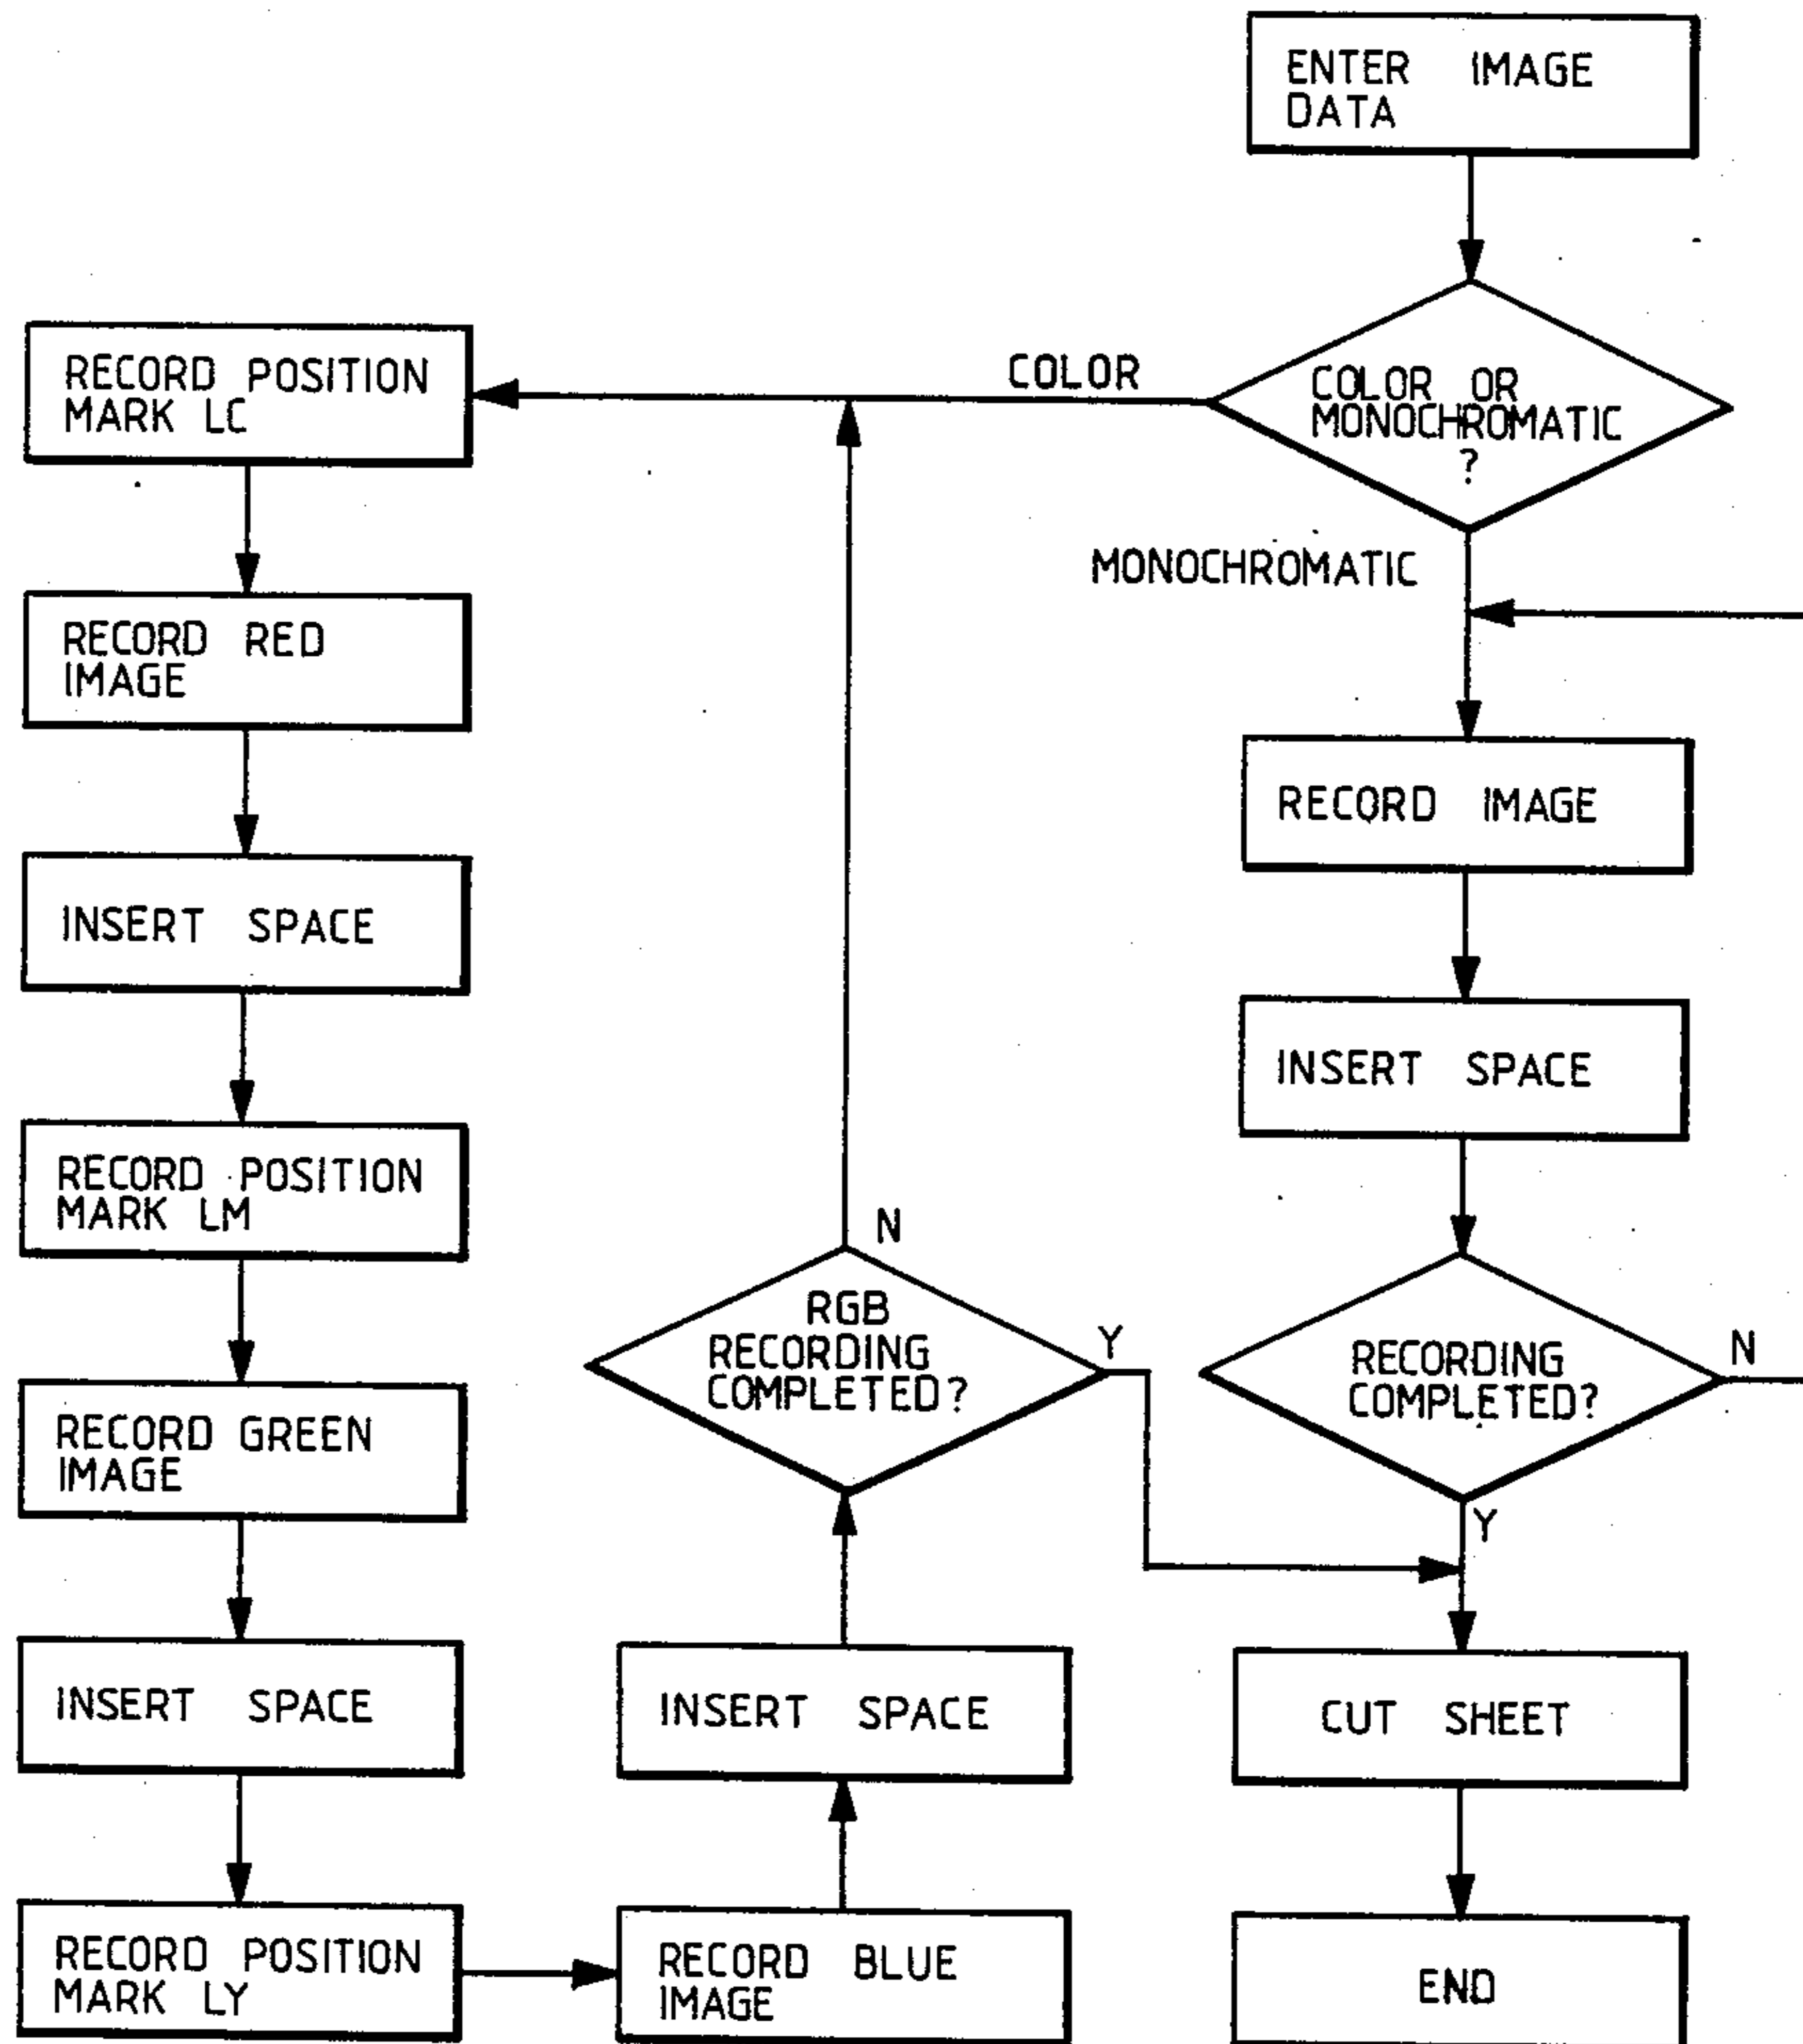 ENTER IMAGE
DATA
COLOR OR
MONOCHROMATIC
?
COLOR
MONOCHROMATIC
RECORD POSITION
MARK LC
RECORD RED
IMAGE
INSERT SPACE
RECORD POSITION
MARK LM
RECORD GREEN
IMAGE
INSERT SPACE
RECORD POSITION
MARK LY
RECORD BLUE
IMAGE
INSERT SPACE
RGB
RECORDING
COMPLETED?
N
Y
RECORD IMAGE
INSERT SPACE
RECORDING
COMPLETED?
N
Y
CUT SHEET
END